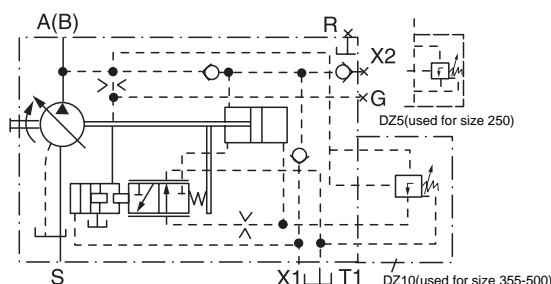 A(B)
R
X2
G
DZ5(used for size 250)
S
X1
T1
DZ10(used for size 355-500)